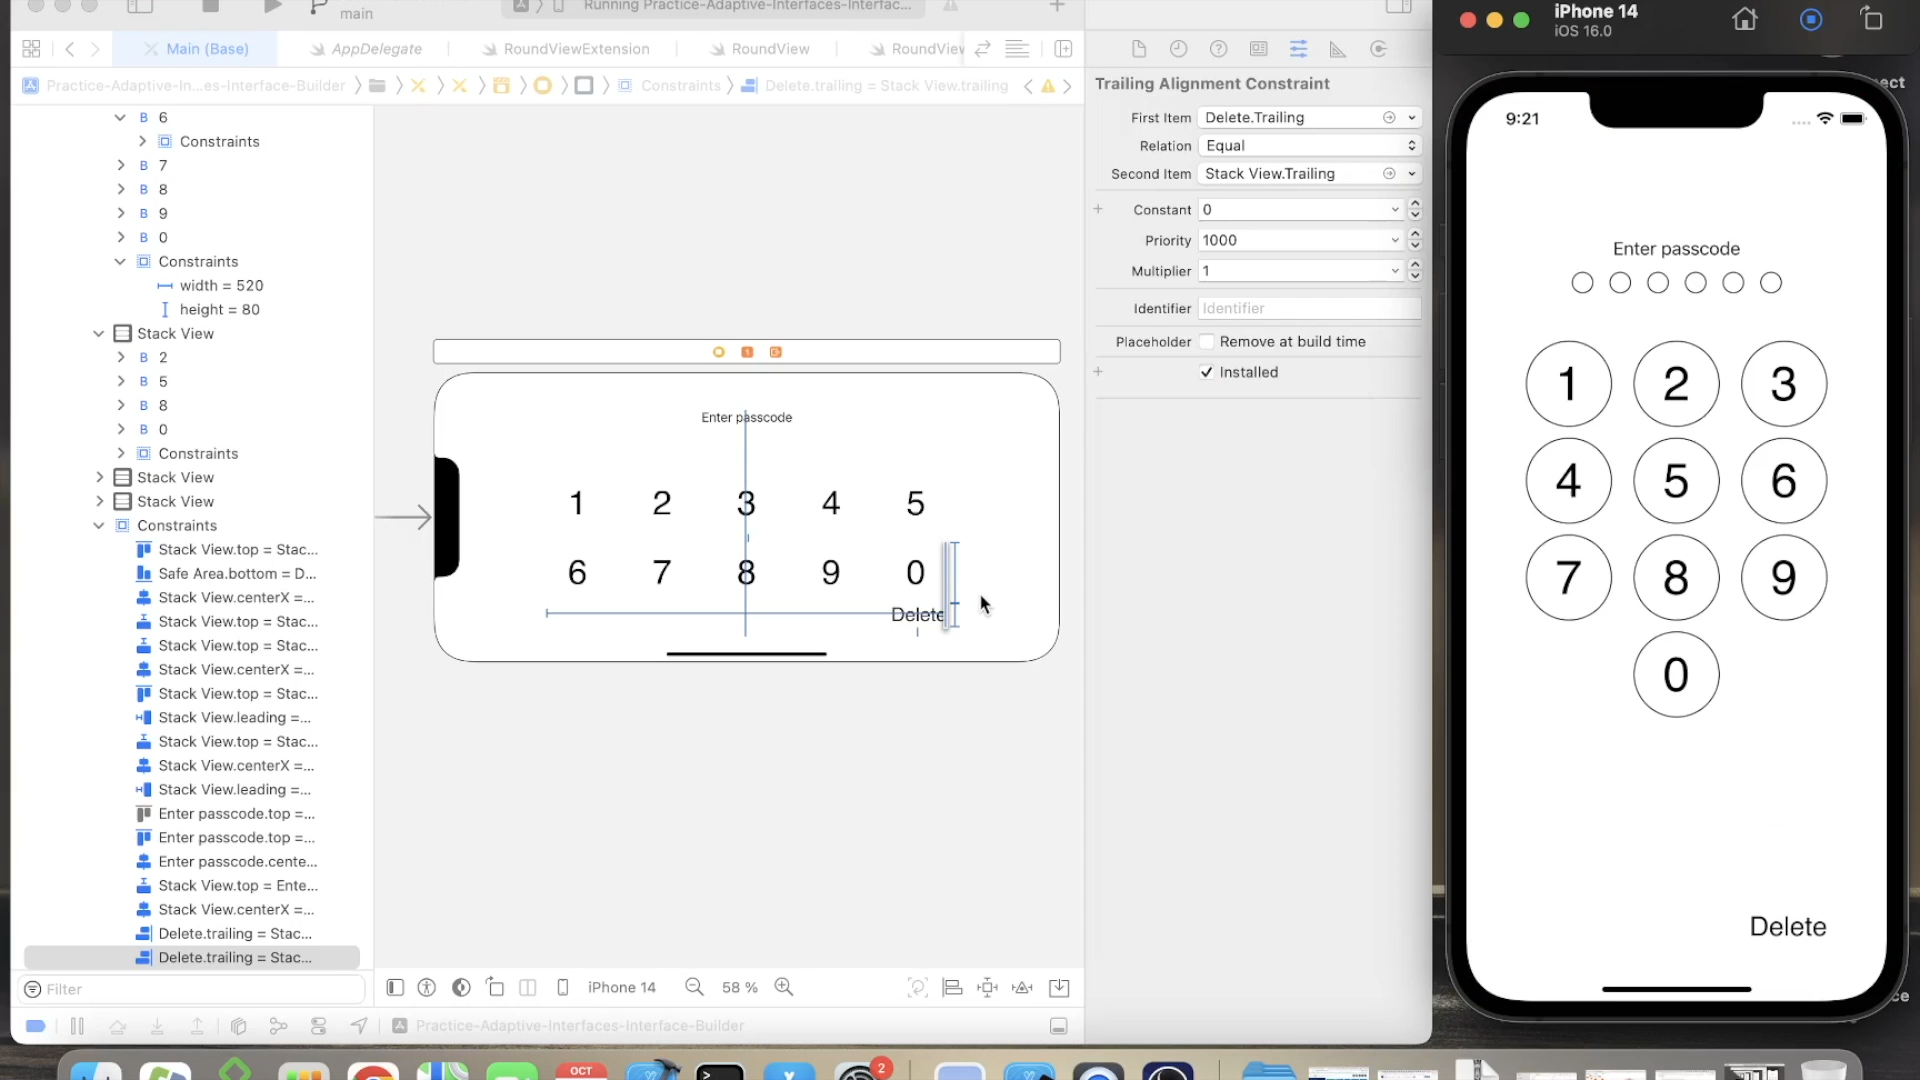 main
Running Practice-Adaptive-Interfaces-Interfac...
Main (Base)
AppDelegate
RoundViewExtension
RoundView
RoundView
Practice-Adaptive-In...es-Interface-Builder
Constraints
Delete.trailing = Stack View.trailing
B 6
Constraints
B 7
B 8
B 9
B 0
Constraints
width = 520
height = 80
Stack View
B 2
B 5
B 8
B 0
Constraints
Stack View
Stack View
Constraints
Stack View.top = Stac...
Safe Area.bottom = D...
Stack View.centerX =...
Stack View.top = Stac...
Stack View.top = Stac...
Stack View.centerX =...
Stack View.top = Stac...
Stack View.leading =...
Stack View.top = Stac...
Stack View.centerX =...
Stack View.leading =...
Enter passcode.top =...
Enter passcode.top =...
Enter passcode.cente...
Stack View.top = Ente...
Stack View.centerX =...
Delete.trailing = Stac...
Delete.trailing = Stac...
Filter
Enter passcode
1 2 3 4 5
6 7 8 9 0
Delete
iPhone 14
58 %
Practice-Adaptive-Interfaces-Interface-Builder
Trailing Alignment Constraint
First Item Delete.Trailing
Relation Equal
Second Item Stack View.Trailing
Constant 0
Priority 1000
Multiplier 1
Identifier Identifier
Placeholder Remove at build time
Installed
iPhone 14
iOS 16.0
ect
9:21
Enter passcode
1 2 3
4 5 6
7 8 9
0
Delete
ce
OCT
2